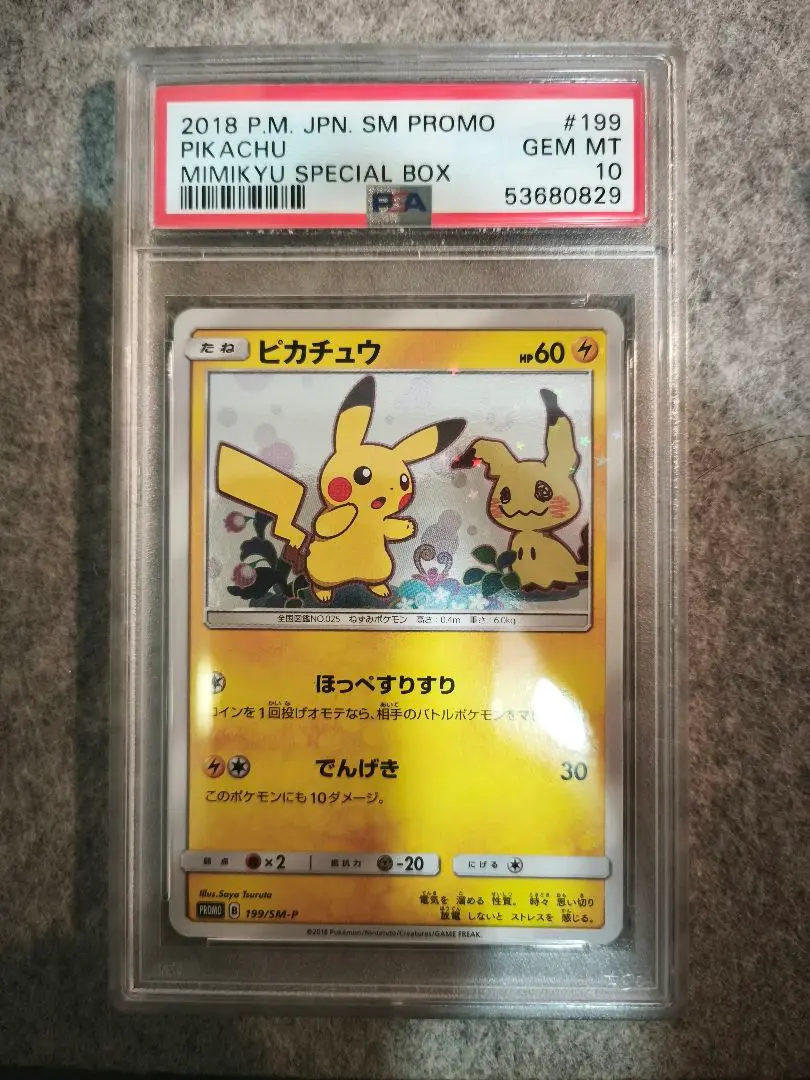 2018 P.M. JPN. SM PROMO #199
PIKACHU GEM MT
MIMIKYU SPECIAL BOX 10
53680829
PSA
たね ピカチュウ HP60
全国図鑑NO.025 ねずみポケモン 高さ:0.4m 重さ:6.0kg
ほっぺすりすり
コインを1回投げオモテなら、相手のバトルポケモンをマヒ
でんげき 30
このポケモンにも10ダメージ。
弱点 ×2 抵抗力 -20 にげる
Illus.Saya Tsuruta
電気を 溜める 性質。 時々 思い切り
放電 しないと ストレスを 感じる。
PROMO B 199/SM-P
©2018 Pokémon/Nintendo/Creatures/GAME FREAK.